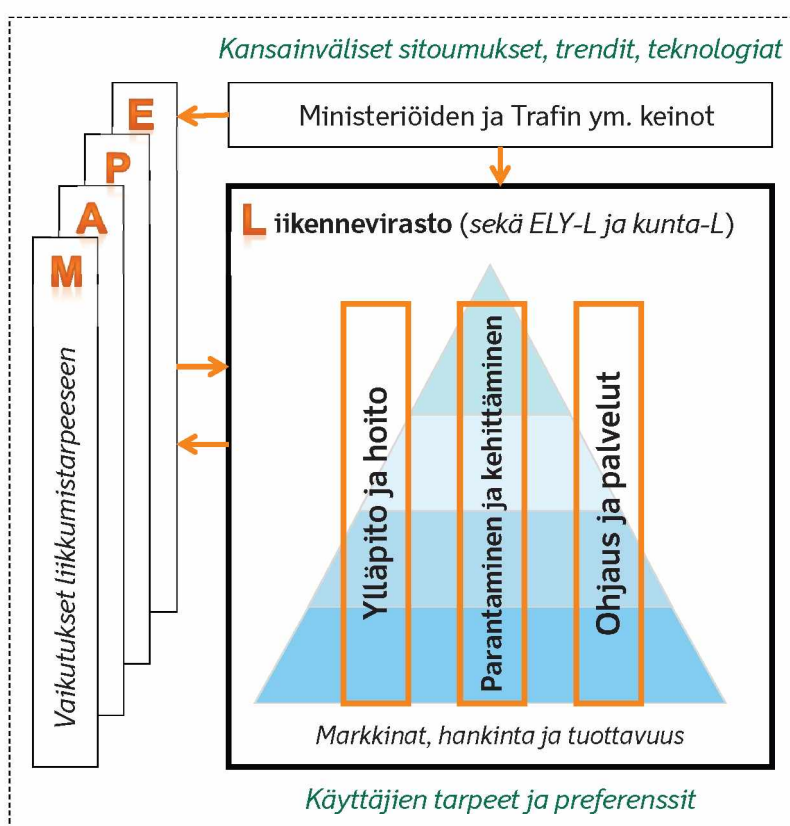 Kansainväliset sitoumukset, trendit, teknologiat
E
Ministeriöiden ja Trafin ym. keinot
P
A
M
Liikennevirasto (sekä ELY-L ja kunta-L)
Vaikutukset liikkumistarpeeseen
Ylläpito ja hoito
Parantaminen ja kehittäminen
Ohjaus ja palvelut
Markkinat, hankinta ja tuottavuus
Käyttäjien tarpeet ja preferenssit